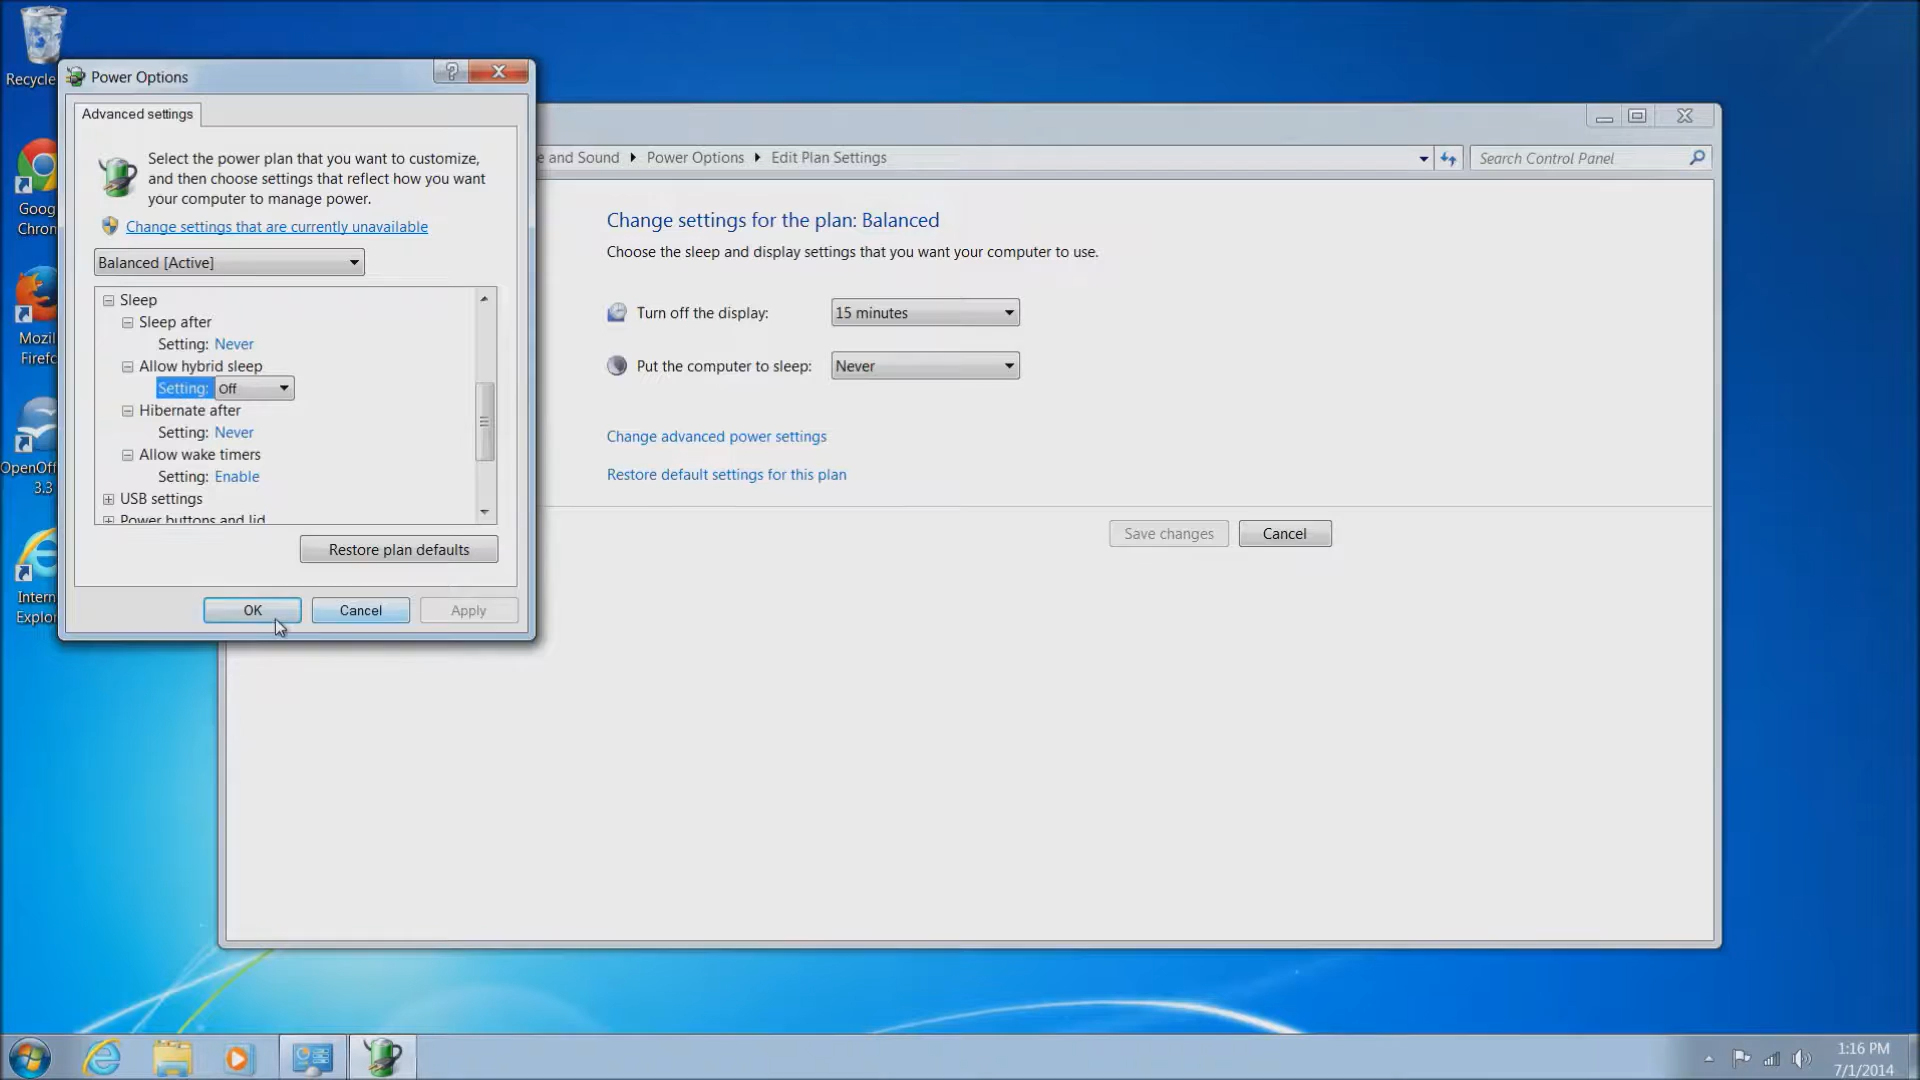 Recycle
Power Options
Advanced settings
Select the power plan that you want to customize,
and then choose settings that reflect how you want
your computer to manage power.
Change settings that are currently unavailable
Balanced [Active]
Sleep
Sleep after
Setting: Never
Allow hybrid sleep
Setting: Off
Hibernate after
Setting: Never
Allow wake timers
Setting: Enable
USB settings
Power buttons and lid
Restore plan defaults
OK
Cancel
Apply
e and Sound
Power Options
Edit Plan Settings
Search Control Panel
Change settings for the plan: Balanced
Choose the sleep and display settings that you want your computer to use.
Turn off the display:
15 minutes
Put the computer to sleep:
Never
Change advanced power settings
Restore default settings for this plan
Save changes
Cancel
Goog
Chron
Mozil
Firefc
OpenOff
3.3
Intern
Explor
1:16 PM
7/1/2014